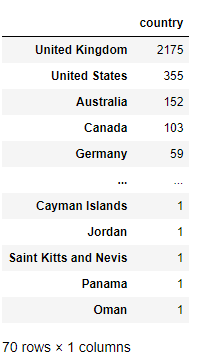 country
United Kingdom 2175
United States 355
Australia 152
Canada 103
Germany 59
... ...
Cayman Islands 1
Jordan 1
Saint Kitts and Nevis 1
Panama 1
Oman 1
70 rows × 1 columns